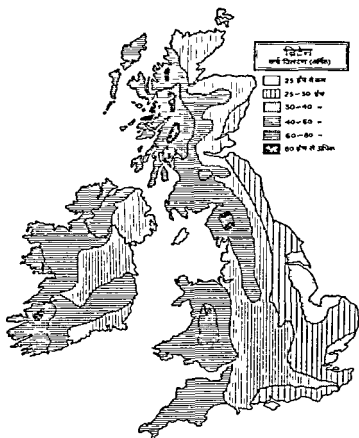 ब्रिटेन
वर्षा वितरण (वार्षिक)
25 इंच से कम
25-30 इंच
30-40 "
40-60 "
60-80 "
80 इंच से अधिक